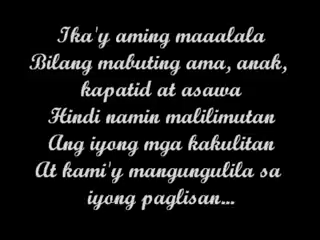 Ika'y aming maaalala
Bilang mabuting ama, anak,
kapatid at asawa
Hindi namin malilimutan
Ang iyong mga kakulitan
At kami'y mangungulila sa
iyong paglisan...